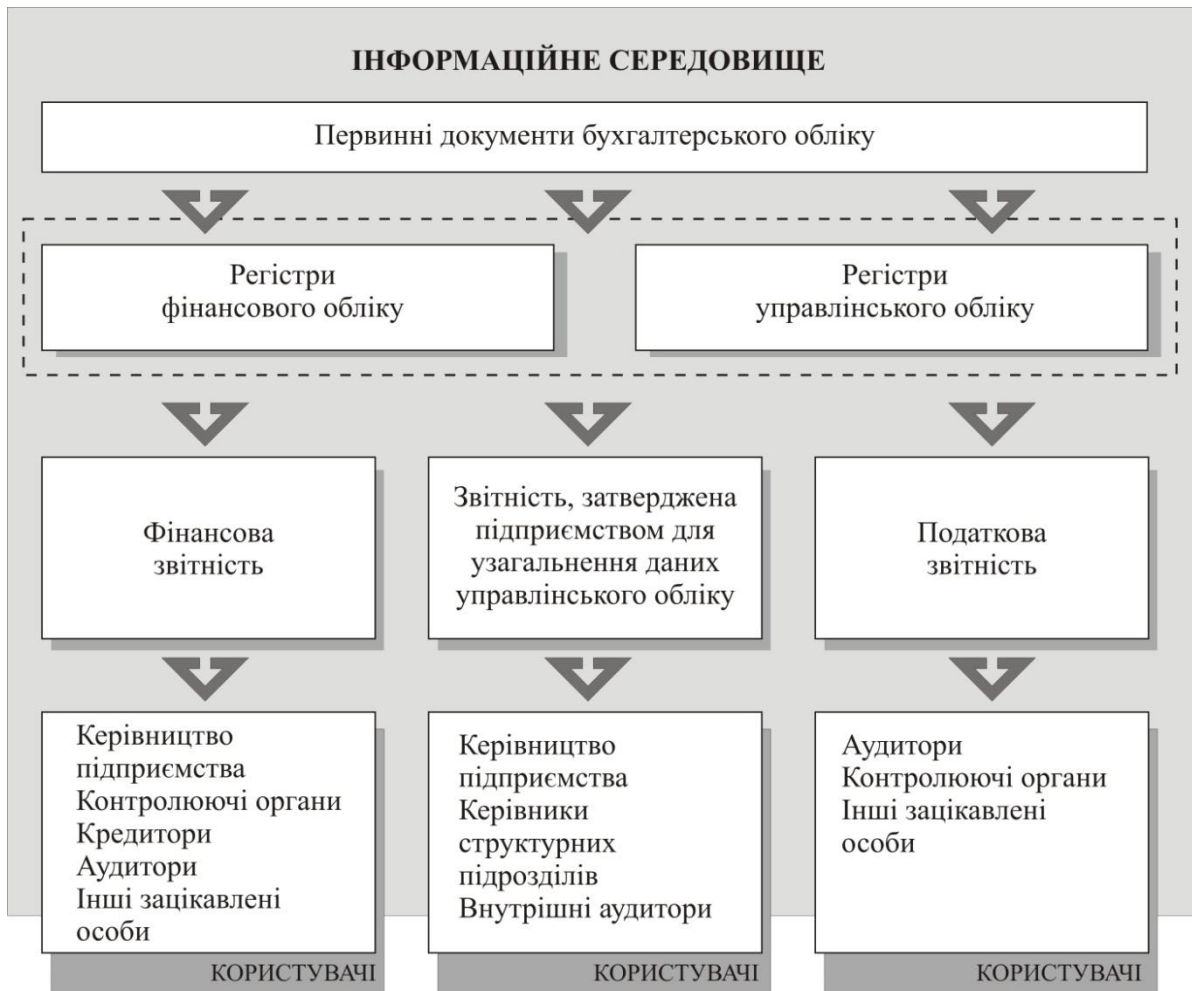 ІНФОРМАЦІЙНЕ СЕРЕДОВИЩЕ
Первинні документи бухгалтерського обліку
Регістри
фінансового обліку
Регістри
управлінського обліку
Фінансова
звітність
Звітність, затверджена
підприємством для
узагальнення даних
управлінського обліку
Податкова
звітність
Керівництво
підприємства
Контролюючі органи
Кредитори
Аудитори
Інші зацікавлені
особи
КОРИСТУВАЧІ
Керівництво
підприємства
Керівники
структурних
підрозділів
Внутрішні аудитори
КОРИСТУВАЧІ
Аудитори
Контролюючі органи
Інші зацікавлені
особи
КОРИСТУВАЧІ